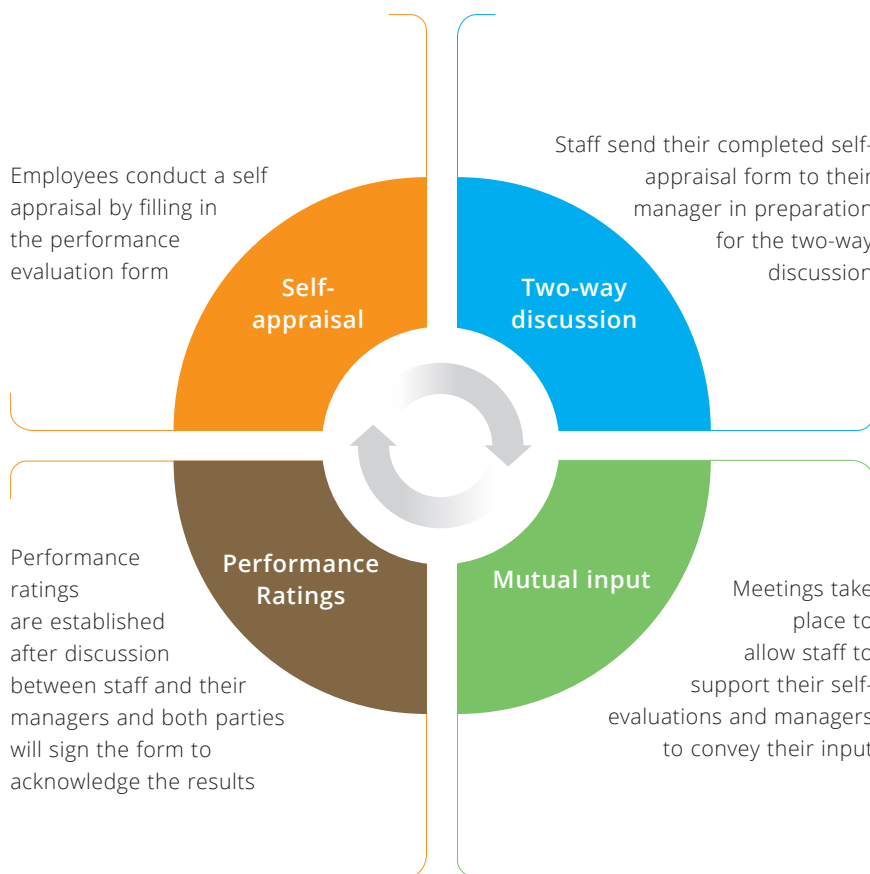 Employees conduct a self
appraisal by filling in
the performance
evaluation form
Self-
appraisal
Staff send their completed self-
appraisal form to their
manager in preparation
for the two-way
discussion
Two-way
discussion
Performance
ratings
are established
after discussion
between staff and their
managers and both parties
will sign the form to
acknowledge the results
Performance
Ratings
Mutual input
Meetings take
place to
allow staff to
support their self-
evaluations and managers
to convey their input